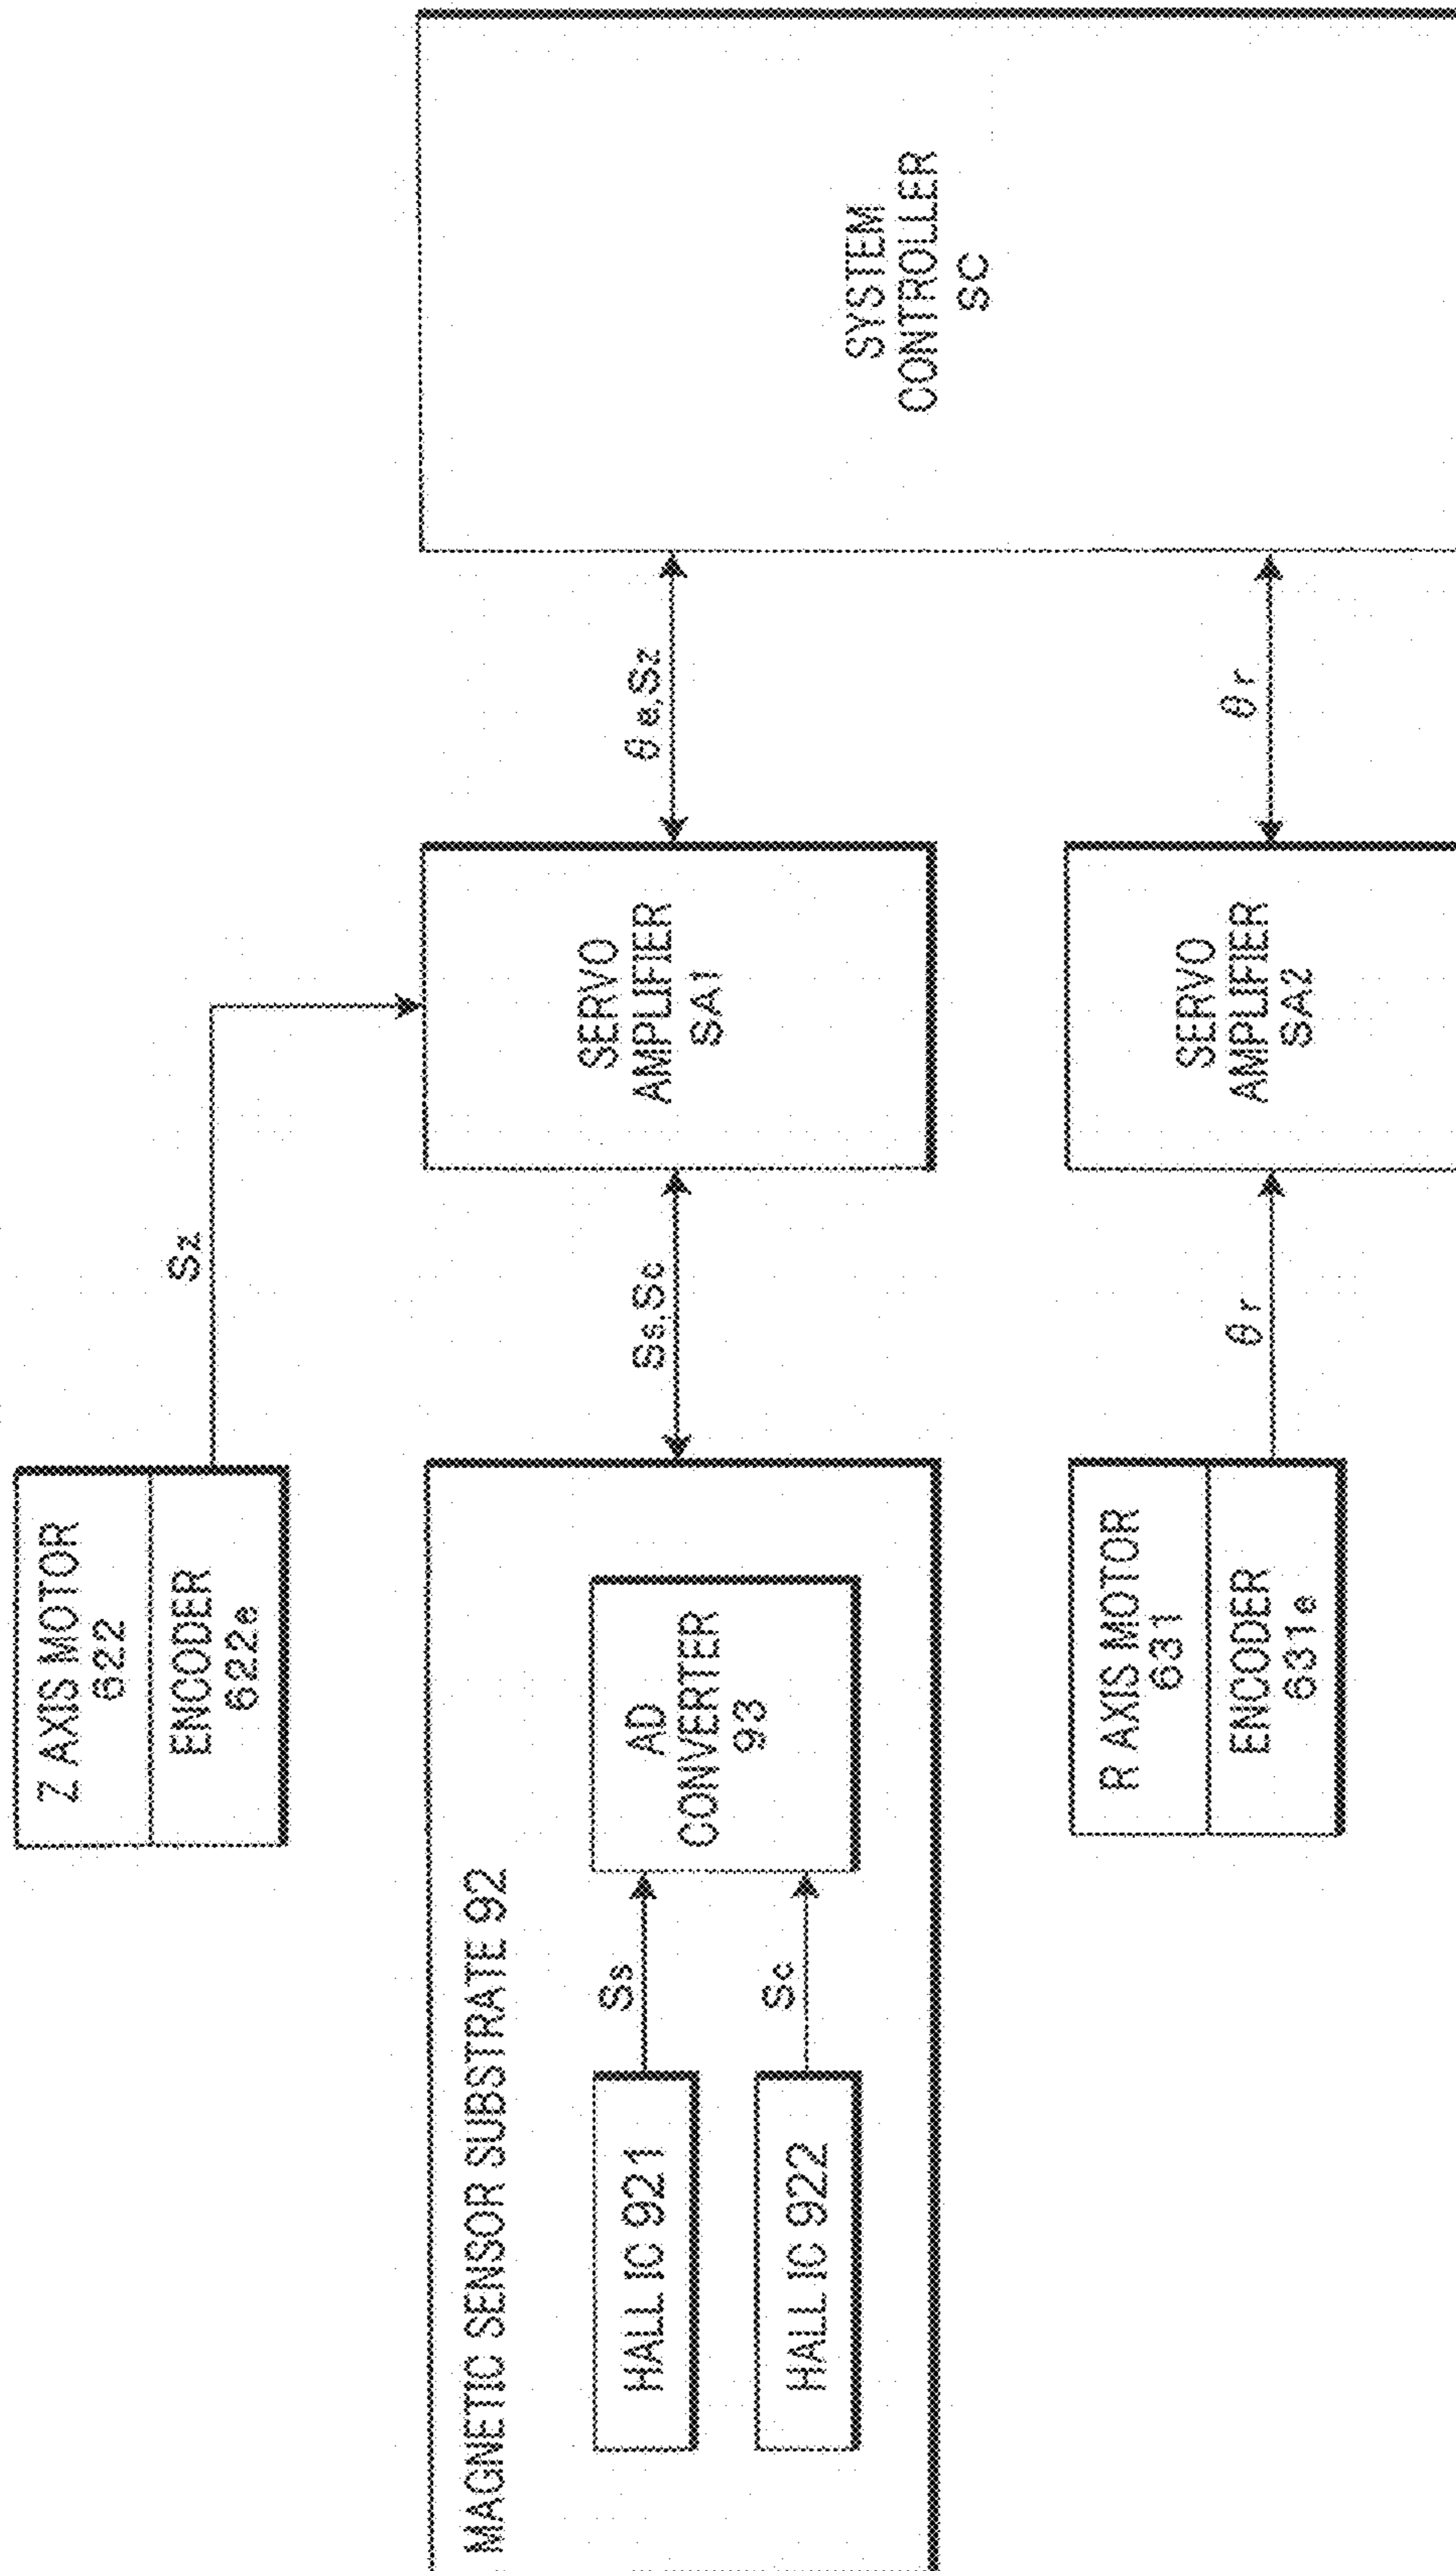 Z AXIS MOTOR
622
ENCODER
622e
Sz
MAGNETIC SENSOR SUBSTRATE 92
HALL IC 921
Ss
HALL IC 922
Sc
AD
CONVERTER
93
Ss,Sc
SERVO
AMPLIFIER
SA1
θe,Sz
SYSTEM
CONTROLLER
SC
R AXIS MOTOR
631
ENCODER
631e
θr
SERVO
AMPLIFIER
SA2
θr